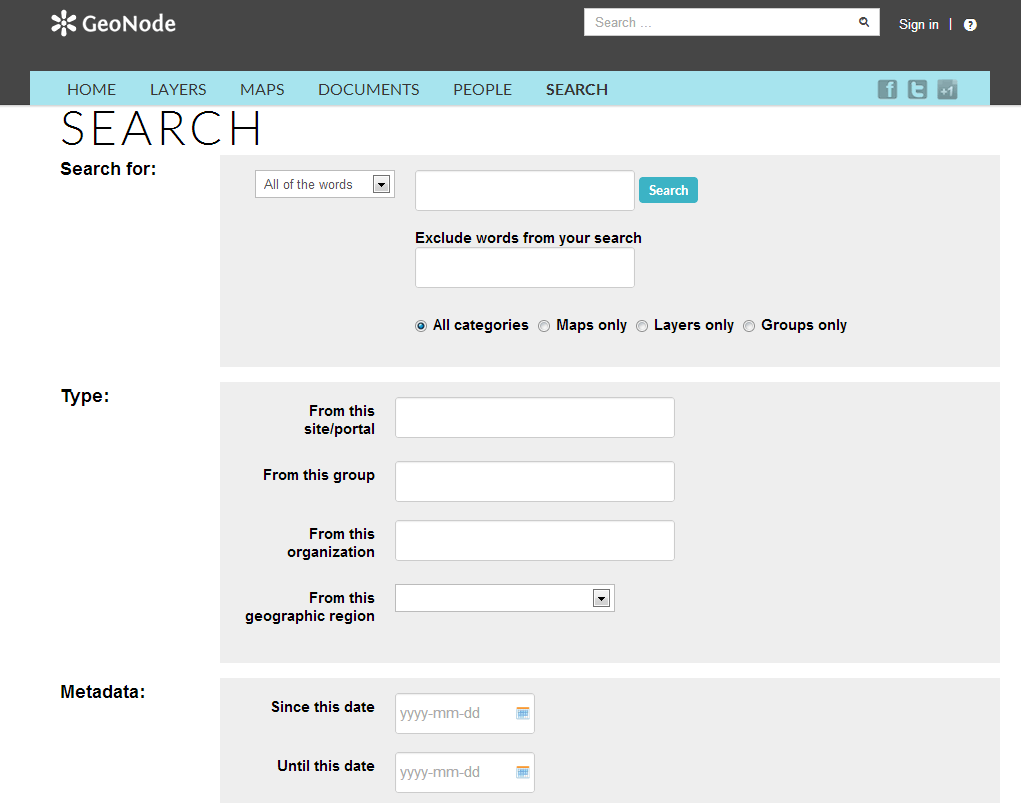 GeoNode
Search ...
Sign in | ?
HOME LAYERS MAPS DOCUMENTS PEOPLE SEARCH f t +1
SEARCH
Search for:
All of the words
Search
Exclude words from your search
All categories Maps only Layers only Groups only
Type:
From this
site/portal
From this group
From this
organization
From this
geographic region
Metadata:
Since this date yyyy-mm-dd
Until this date yyyy-mm-dd